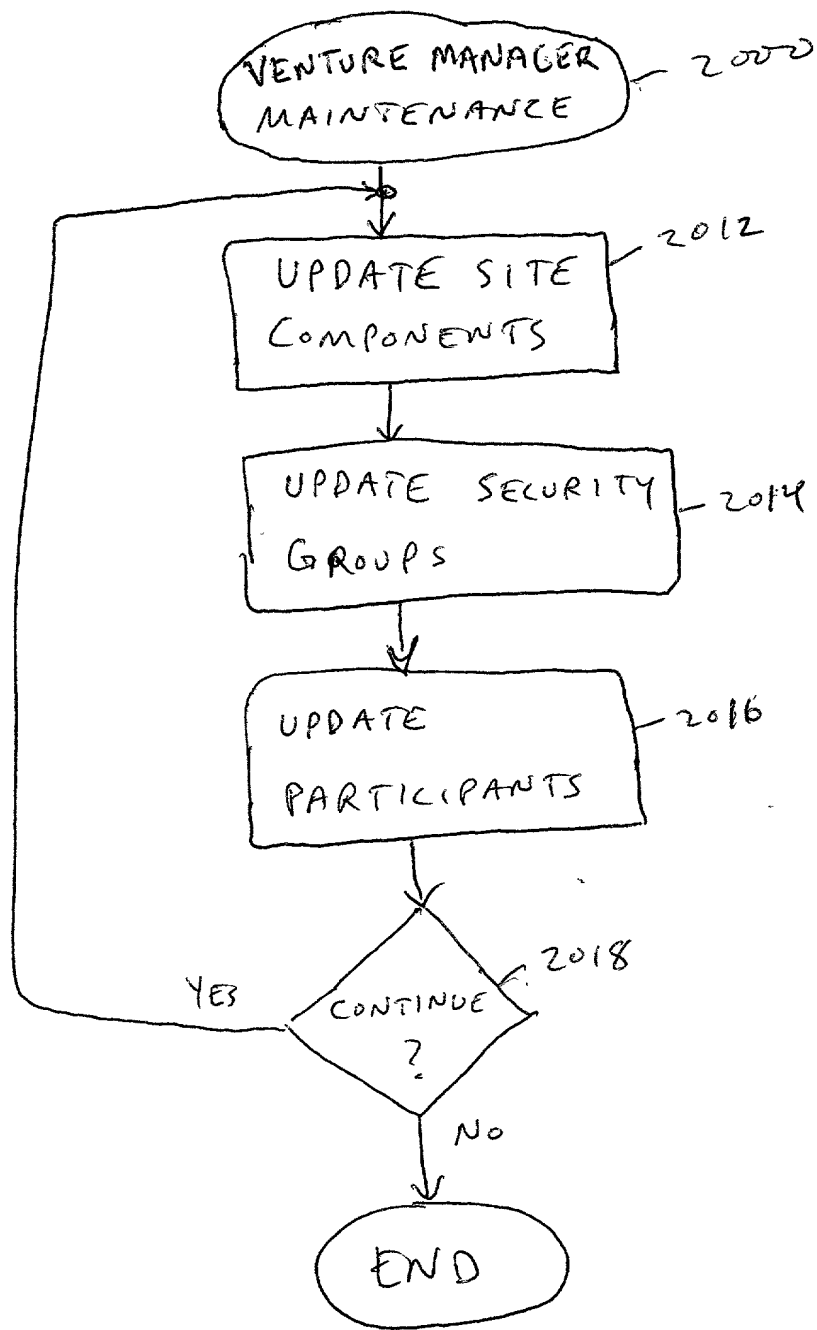 VENTURE MANAGER
MAINTENANCE
2000
UPDATE SITE
COMPONENTS
2012
UPDATE SECURITY
GROUPS
2014
UPDATE
PARTICIPANTS
2016
CONTINUE
?
2018
YES
NO
END